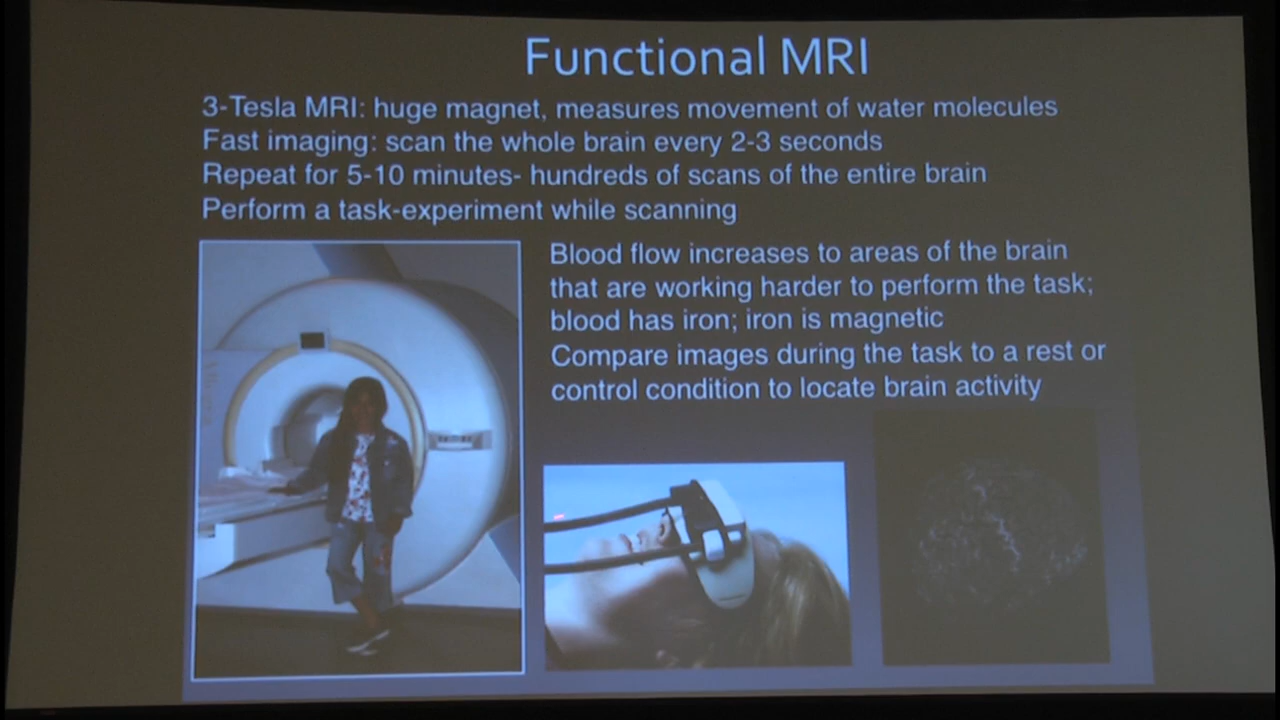 Functional MRI
3-Tesla MRI: huge magnet, measures movement of water molecules
Fast imaging: scan the whole brain every 2-3 seconds
Repeat for 5-10 minutes- hundreds of scans of the entire brain
Perform a task-experiment while scanning
Blood flow increases to areas of the brain
that are working harder to perform the task;
blood has iron; iron is magnetic
Compare images during the task to a rest or
control condition to locate brain activity